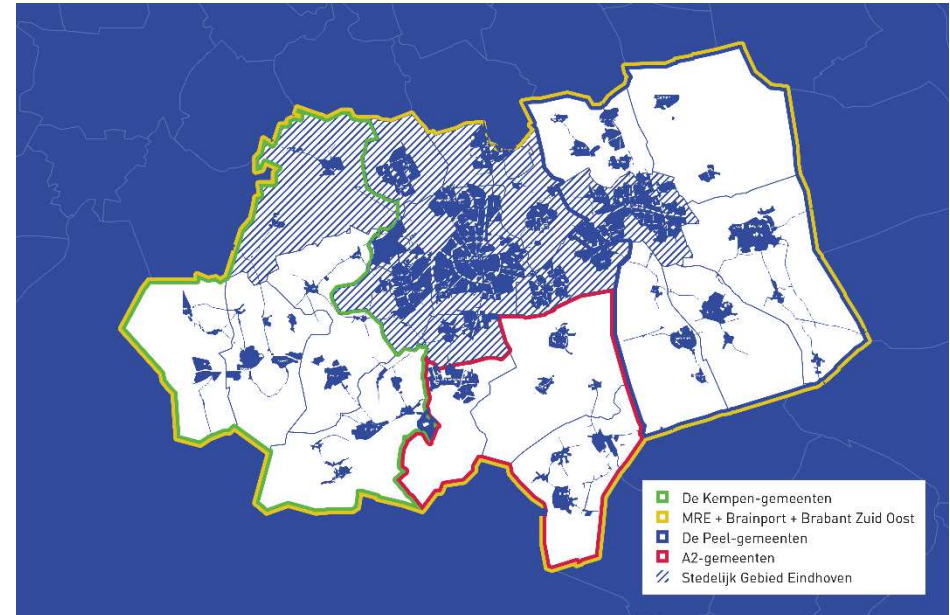 De Kempen-gemeenten
MRE + Brainport + Brabant Zuid Oost
De Peel-gemeenten
A2-gemeenten
Stedelijk Gebied Eindhoven